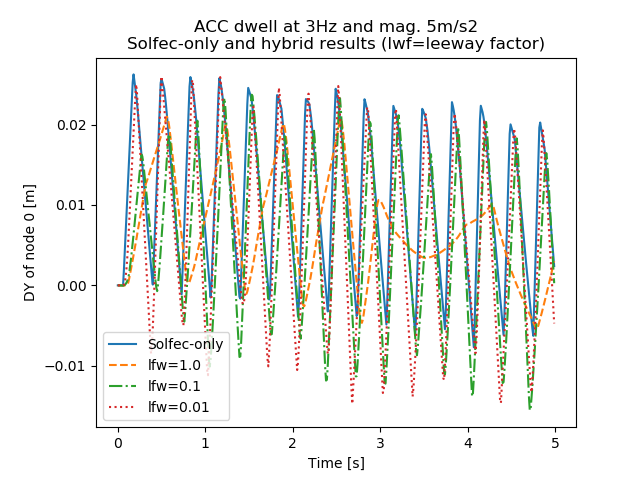 ACC dwell at 3Hz and mag. 5m/s2
Solfec-only and hybrid results (lwf=leeway factor)
DY of node 0 [m]
0.02
0.01
0.00
−0.01
Solfec-only
lfw=1.0
lfw=0.1
lfw=0.01
0 1 2 3 4 5
Time [s]